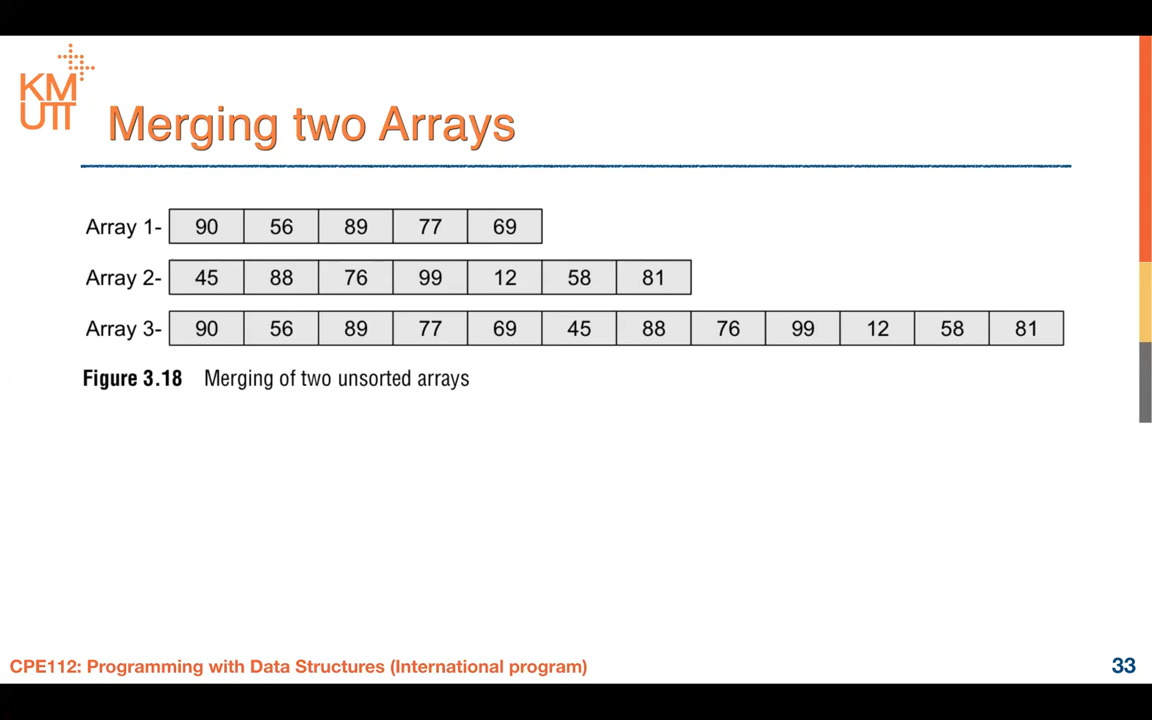 KM
UTT
Merging two Arrays
Array 1- 90 56 89 77 69
Array 2- 45 88 76 99 12 58 81
Array 3- 90 56 89 77 69 45 88 76 99 12 58 81
Figure 3.18 Merging of two unsorted arrays
CPE112: Programming with Data Structures (International program) 33